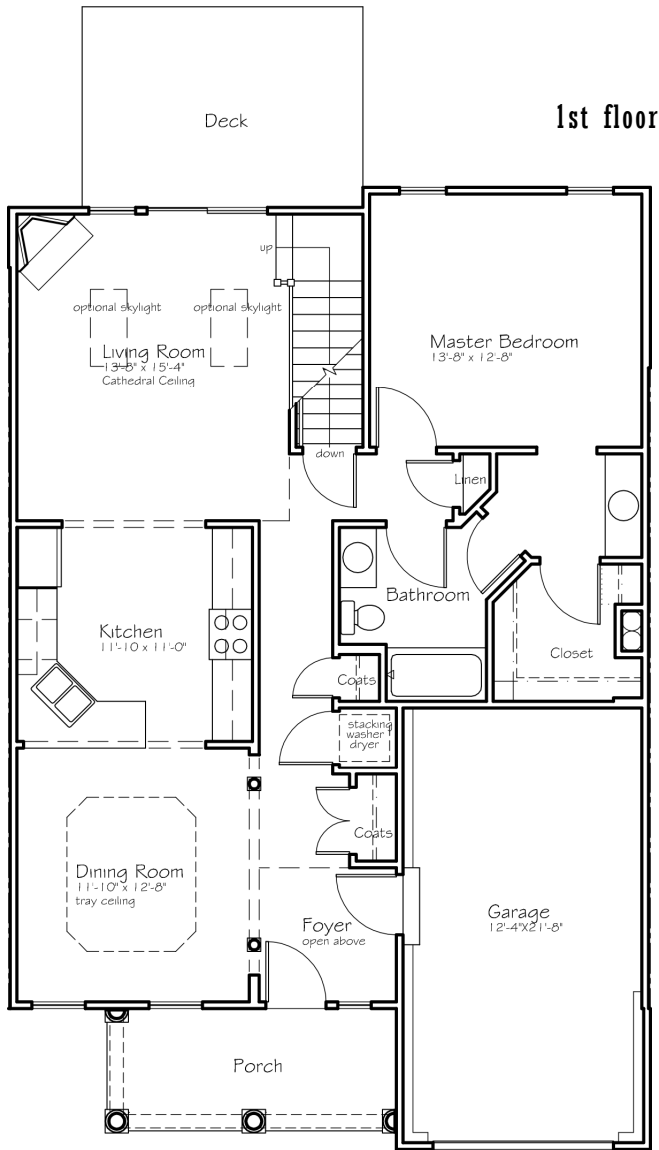 1st floor
Deck
up
optional skylight
optional skylight
Living Room
13'-8" x 15'-4"
Cathedral Ceiling
Master Bedroom
13'-8" x 12'-8"
down
Linen
Kitchen
11'-10 x 11'-0"
Bathroom
Closet
Coats
stacking
washer
dryer
Coats
Dining Room
11'-10" x 12'-8"
tray ceiling
Foyer
open above
Garage
12'-4"X21'-8"
Porch